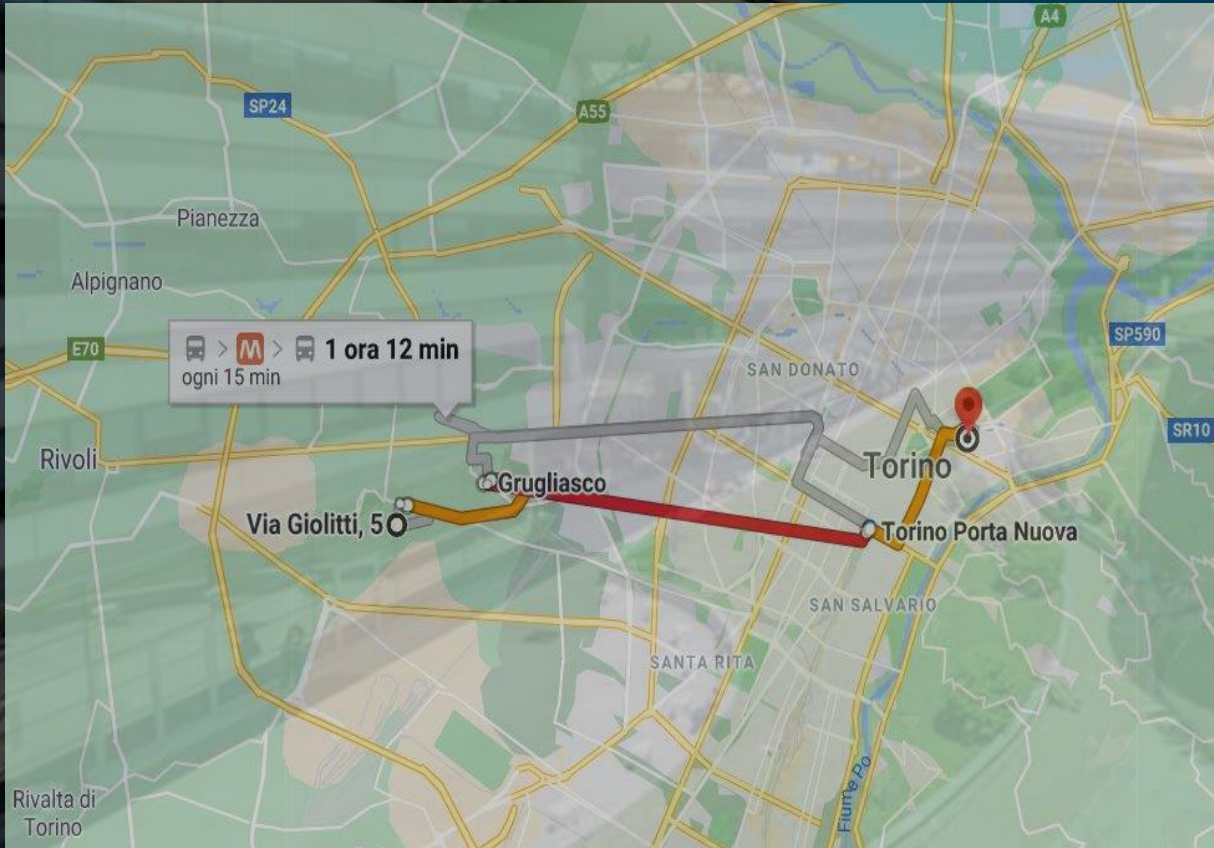 A4
SP24
A55
Pianezza
Alpignano
E70
1 ora 12 min
ogni 15 min
SAN DONATO
SP590
SR10
Rivoli
Torino
Grugliasco
Via Giolitti, 5
Torino Porta Nuova
SAN SALVARIO
SANTA RITA
Fiume Po
Rivalta di
Torino